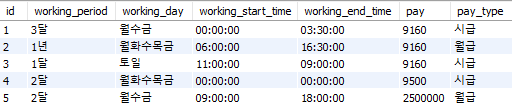 id working_period working_day working_start_time working_end_time pay pay_type
1 3달 월수금 00:00:00 03:30:00 9160 시급
2 1년 월화수목금 06:00:00 16:30:00 9160 월급
3 1달 토일 11:00:00 09:00:00 9160 시급
4 2달 월화수목금 00:00:00 00:00:00 9500 시급
5 2달 월수금 09:00:00 18:00:00 2500000 월급